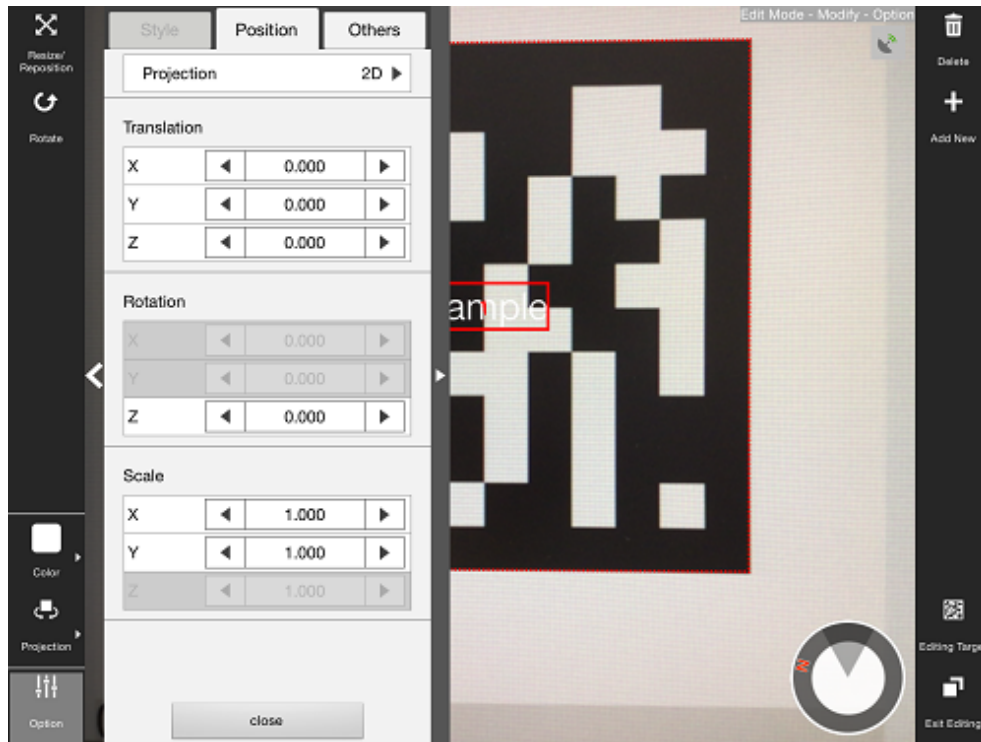 Resize/
Reposition
Rotate
Color
Projection
Option
Style Position Others
Projection 2D
Translation
X 0.000
Y 0.000
Z 0.000
Rotation
X 0.000
Y 0.000
Z 0.000
Scale
X 1.000
Y 1.000
Z 1.000
close
Edit Mode - Modify - Option
ample
Delete
Add New
Editing Targe
Exit Editing